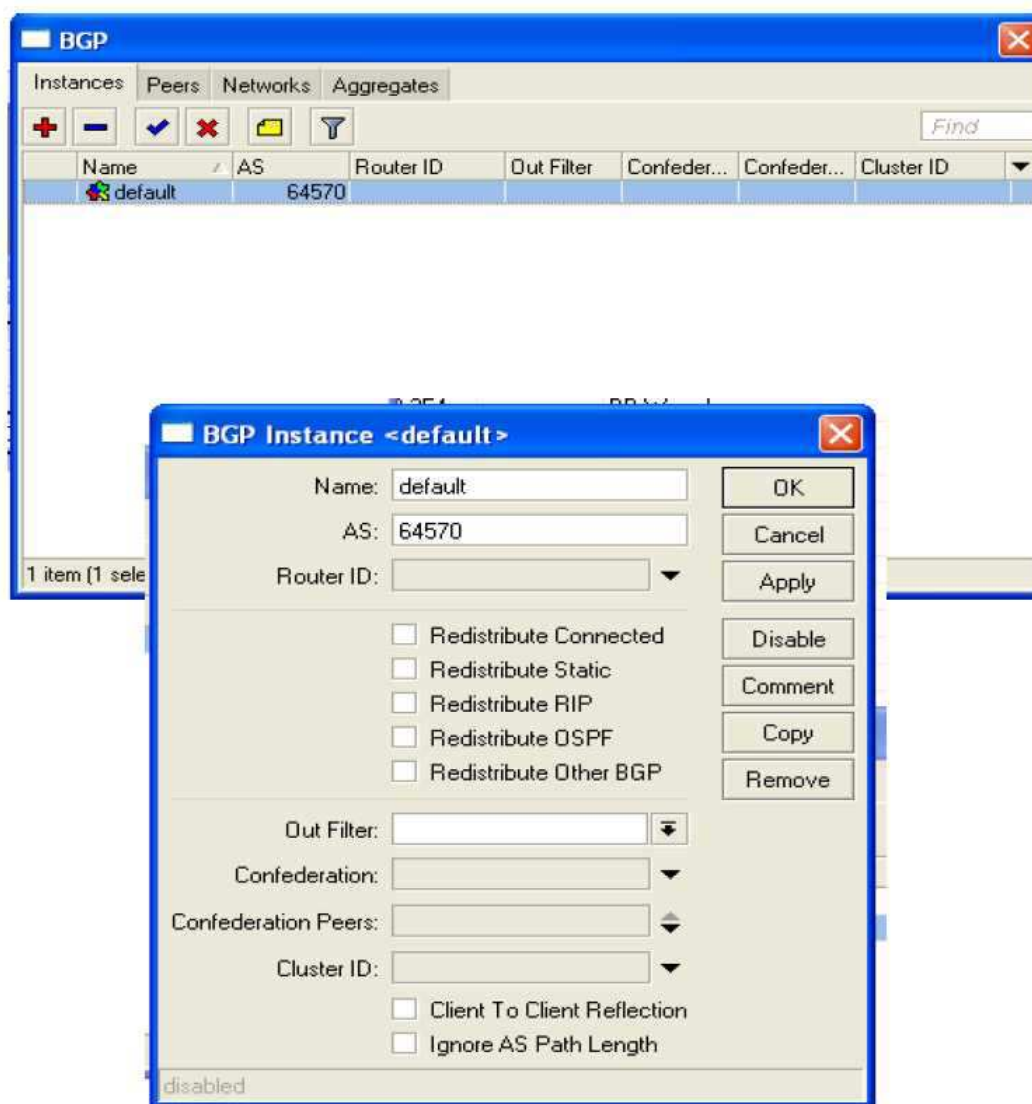 BGP
Instances Peers Networks Aggregates
Find
Name AS Router ID Out Filter Confeder... Confeder... Cluster ID
default 64570
1 item (1 sele
BGP Instance <default>
Name: default
OK
AS: 64570
Cancel
Router ID:
Apply
Redistribute Connected
Disable
Redistribute Static
Redistribute RIP
Comment
Redistribute OSPF
Copy
Redistribute Other BGP
Remove
Out Filter:
Confederation:
Confederation Peers:
Cluster ID:
Client To Client Reflection
Ignore AS Path Length
disabled